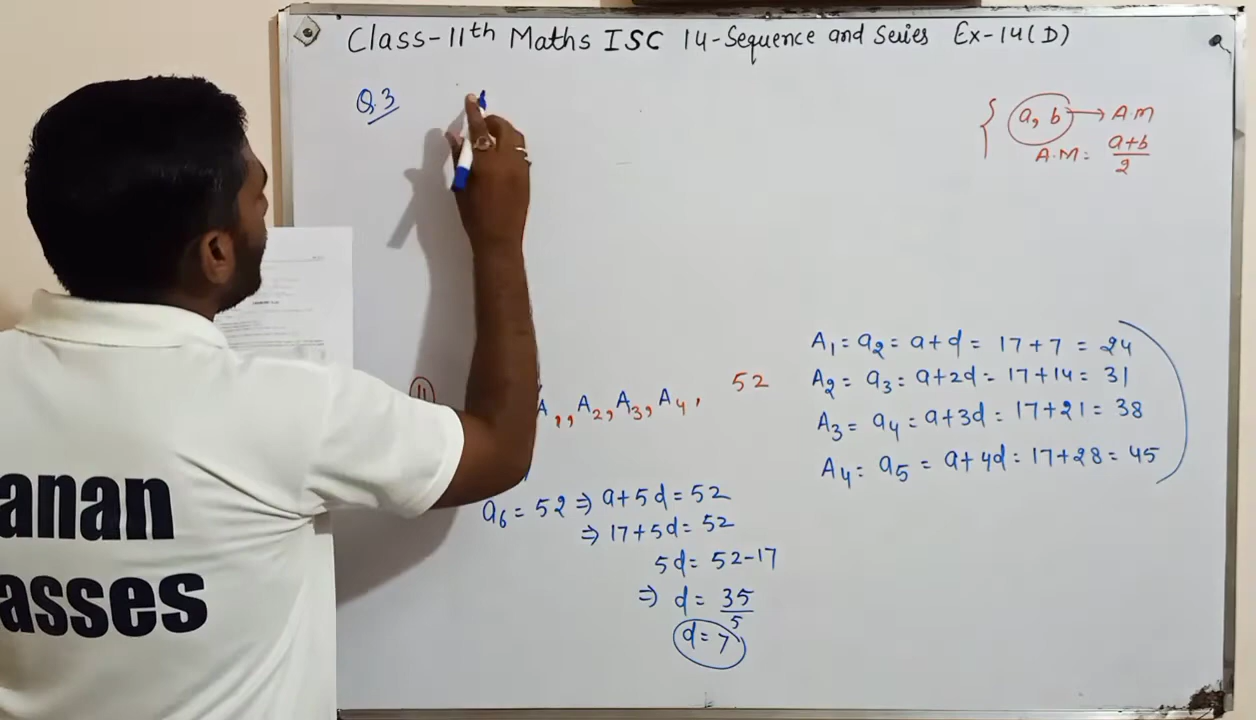 Class-11th Maths ISC 14-Sequence and Series Ex-14(D)
Q.3
a, b → A.M
A.M = a+b/2
A1, A2, A3, A4, 52
a6 = 52 ⇒ a+5d = 52
⇒ 17+5d = 52
5d = 52-17
⇒ d = 35/5
d = 7
A1 = a2 = a+d = 17+7 = 24
A2 = a3 = a+2d = 17+14 = 31
A3 = a4 = a+3d = 17+21 = 38
A4 = a5 = a+4d = 17+28 = 45
anan
asses